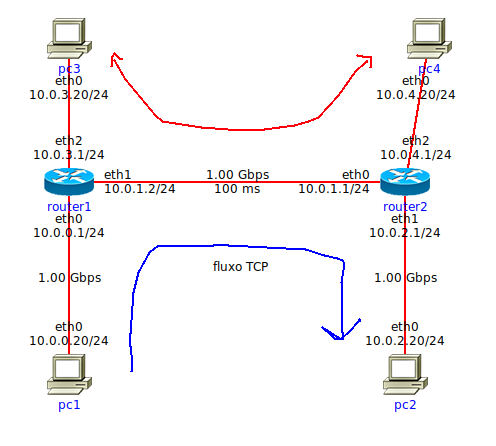 pc3
eth0
10.0.3.20/24
pc4
eth0
10.0.4.20/24
eth2
10.0.3.1/24
eth2
10.0.4.1/24
eth1
10.0.1.2/24
1.00 Gbps
100 ms
eth0
10.0.1.1/24
router1
eth0
10.0.0.1/24
router2
eth1
10.0.2.1/24
fluxo TCP
1.00 Gbps
1.00 Gbps
eth0
10.0.0.20/24
eth0
10.0.2.20/24
pc1
pc2